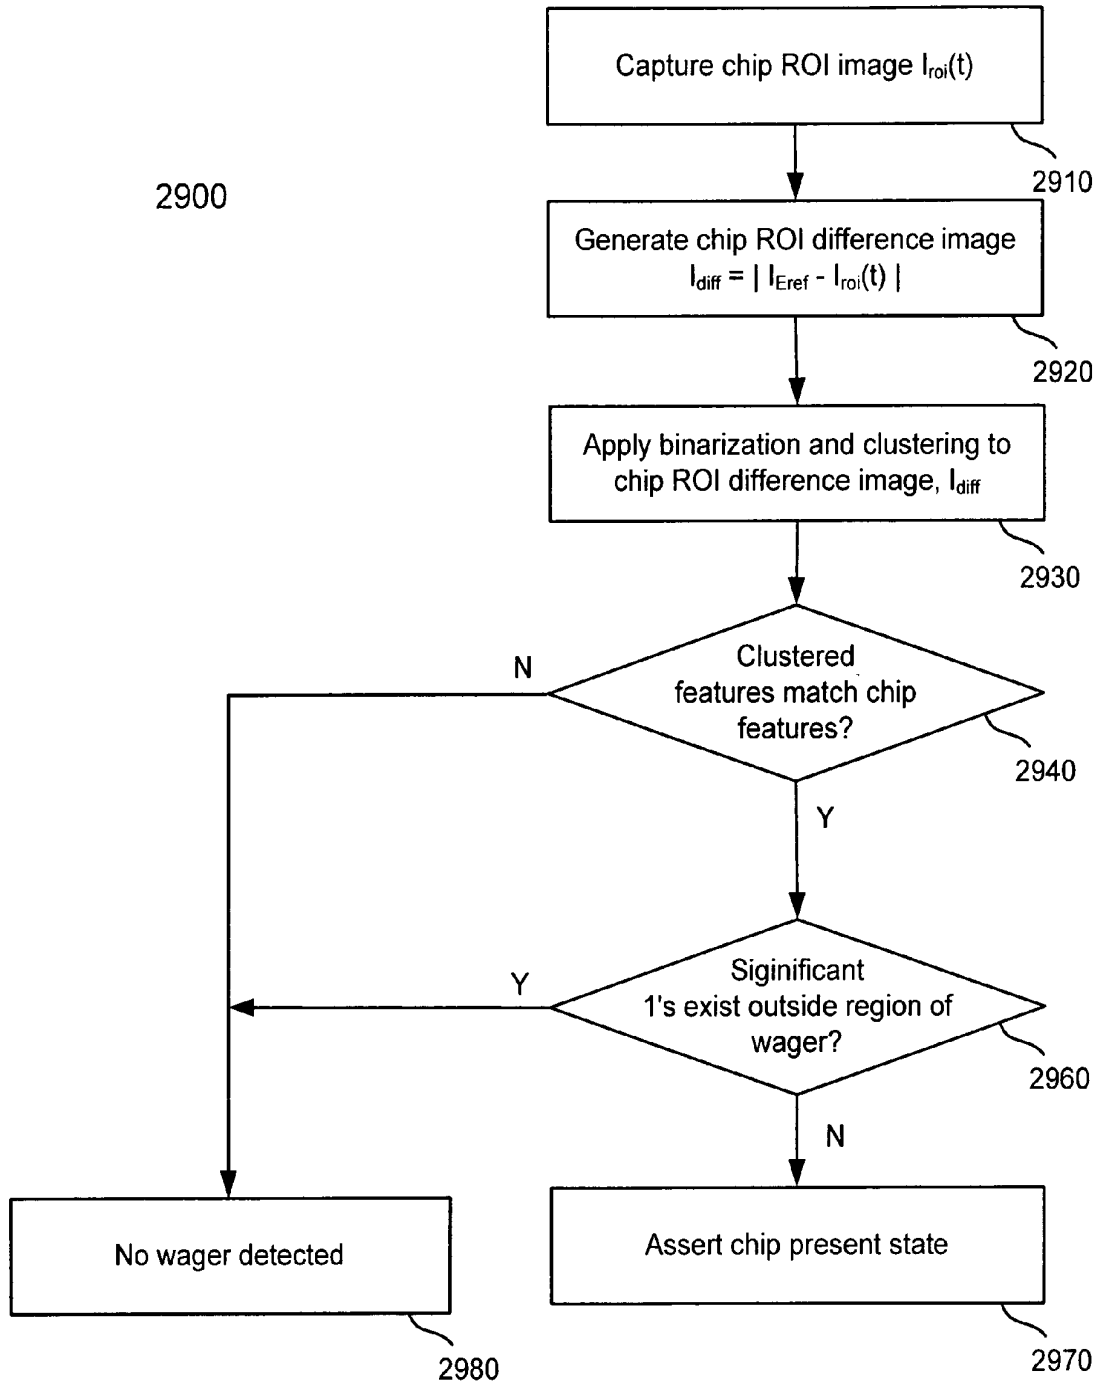 Capture chip ROI image Iroi(t)
2910
2900
Generate chip ROI difference image
Idiff = | IEref - Iroi(t) |
2920
Apply binarization and clustering to
chip ROI difference image, Idiff
2930
Clustered
features match chip
features?
N
2940
Y
Siginificant
1's exist outside region of
wager?
Y
2960
N
No wager detected
2980
Assert chip present state
2970